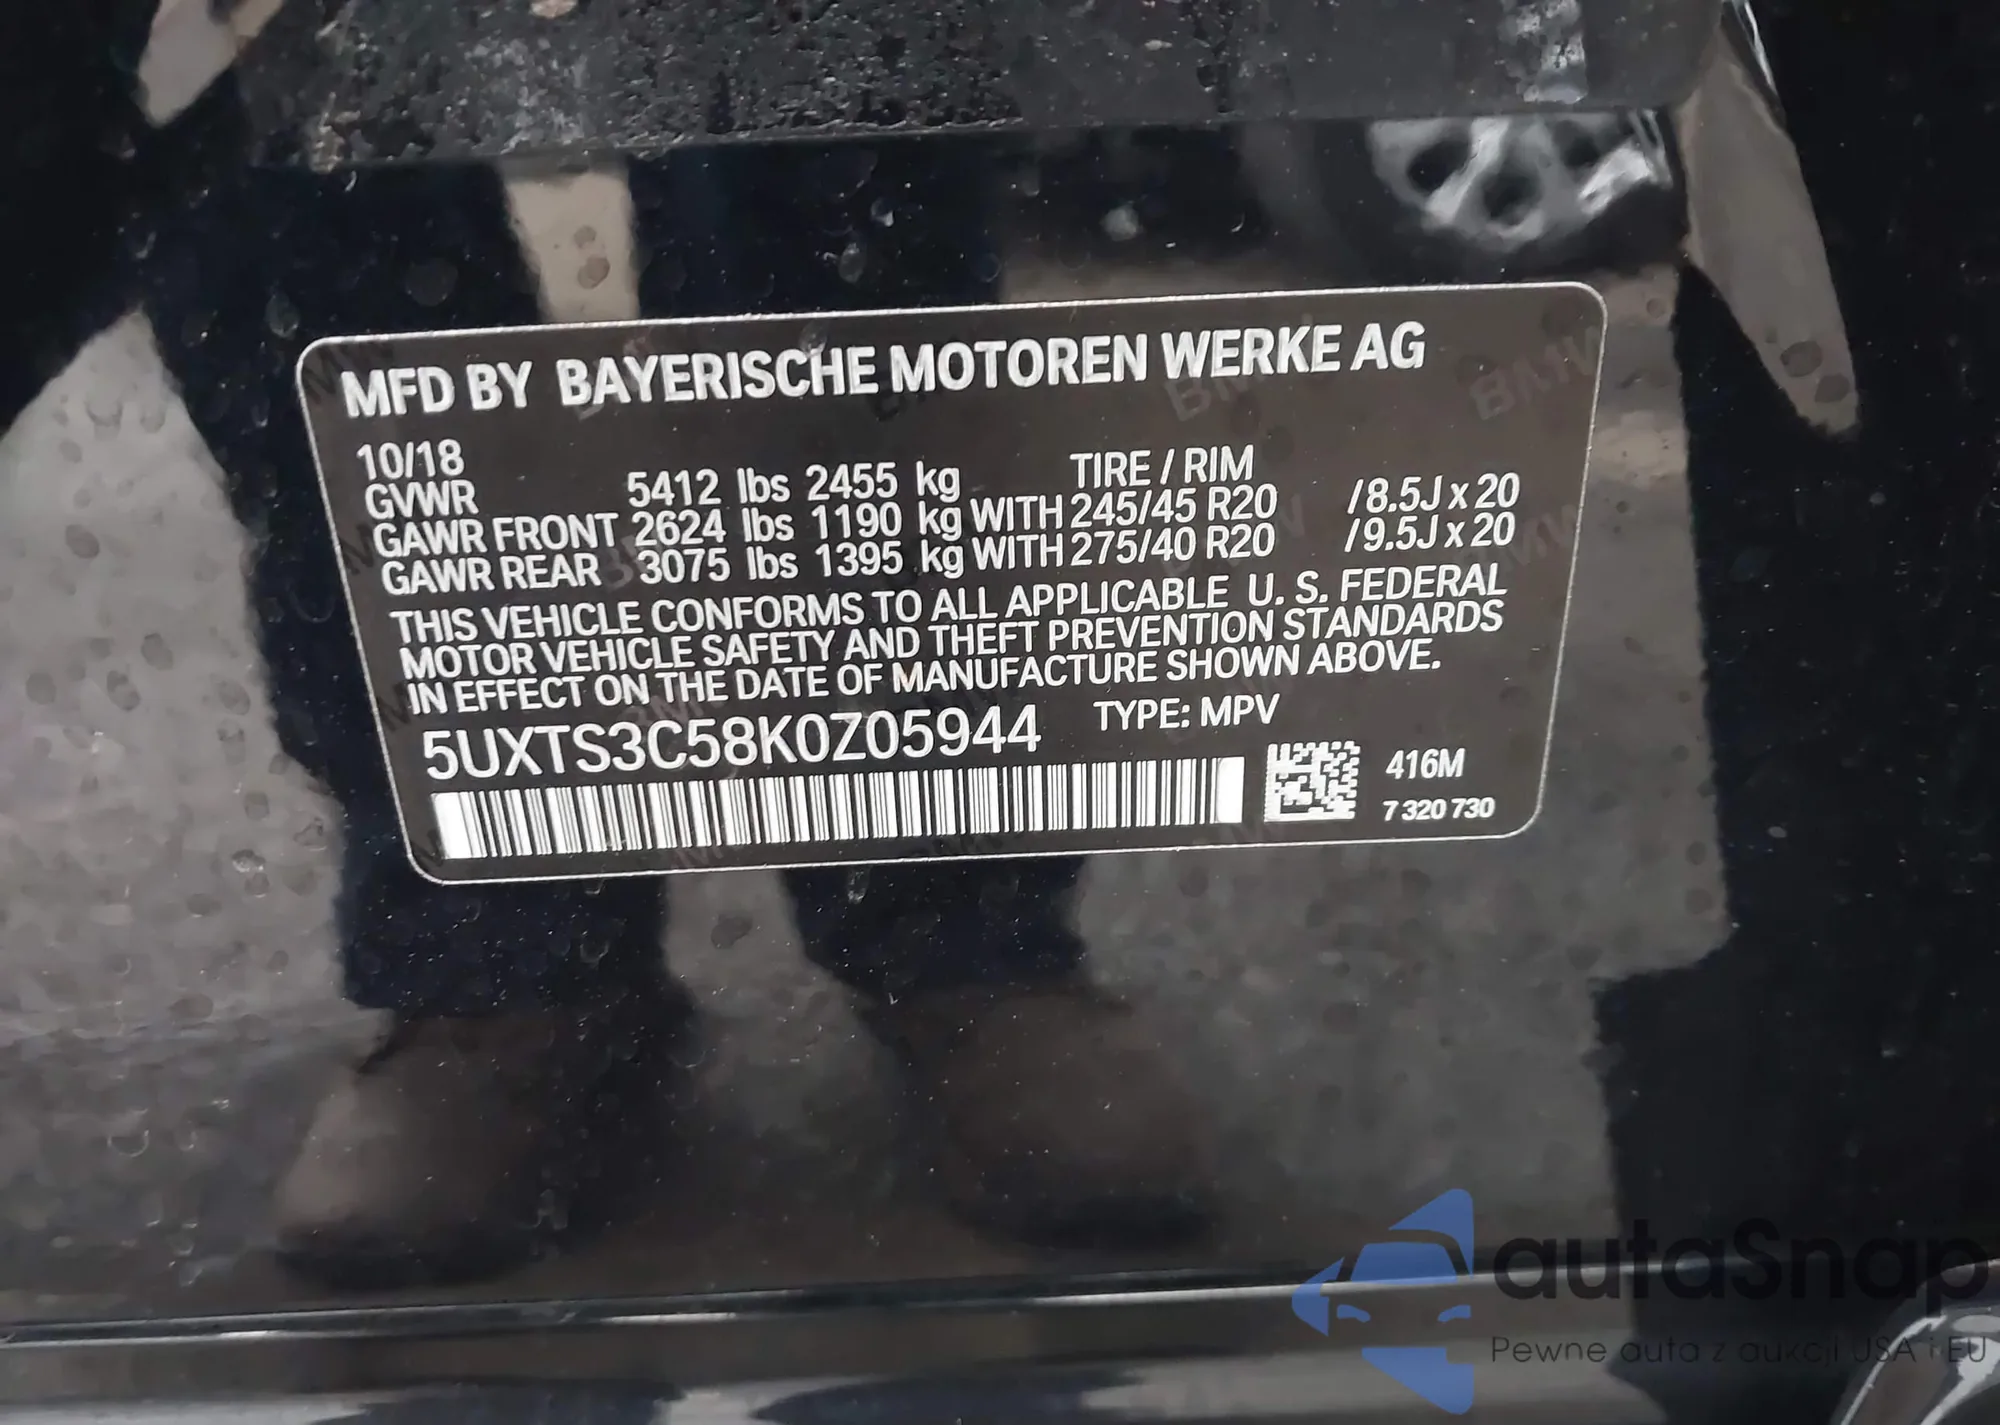 MFD BY BAYERISCHE MOTOREN WERKE AG
10/18 TIRE / RIM
GVWR 5412 lbs 2455 kg
GAWR FRONT 2624 lbs 1190 kg WITH 245/45 R20 /8.5J x 20
GAWR REAR 3075 lbs 1395 kg WITH 275/40 R20 /9.5J x 20
THIS VEHICLE CONFORMS TO ALL APPLICABLE U. S. FEDERAL
MOTOR VEHICLE SAFETY AND THEFT PREVENTION STANDARDS
IN EFFECT ON THE DATE OF MANUFACTURE SHOWN ABOVE.
5UXTS3C58K0Z05944 TYPE: MPV
416M
7 320 730
autaSnap
Pewne auta z aukcji USA i EU